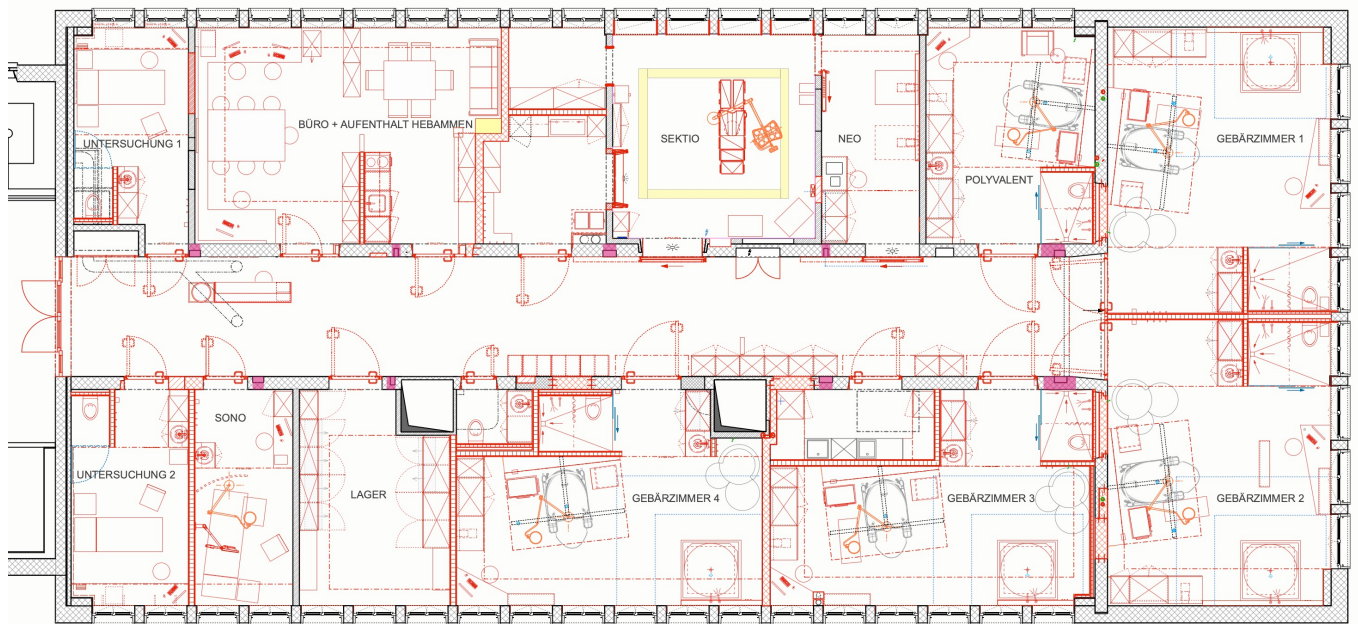 UNTERSUCHUNG 1
BÜRO + AUFENTHALT HEBAMMEN
SEKTIO
NEO
POLYVALENT
GEBÄRZIMMER 1
UNTERSUCHUNG 2
SONO
LAGER
GEBÄRZIMMER 4
GEBÄRZIMMER 3
GEBÄRZIMMER 2